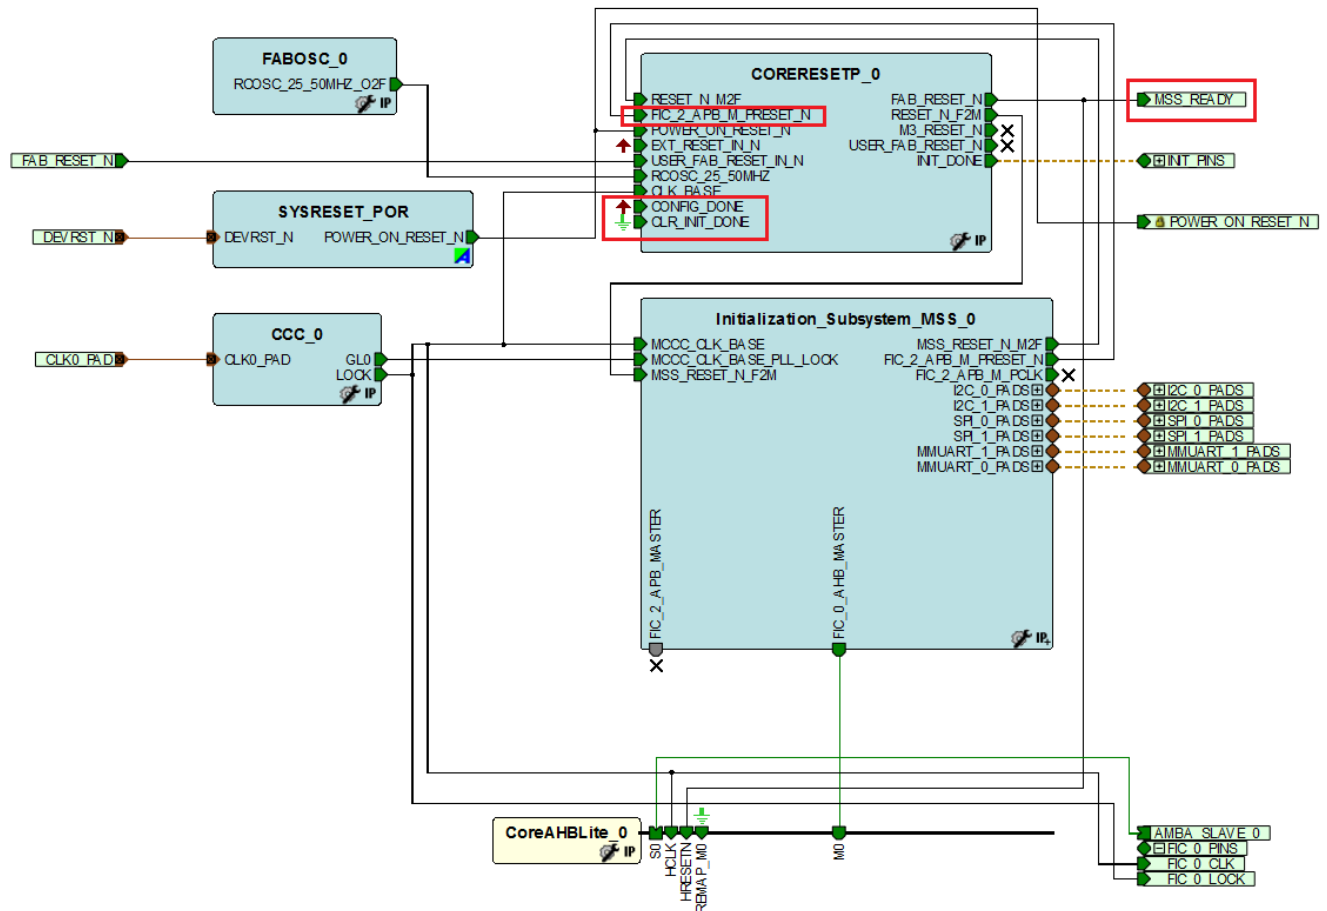 FABOSC_0
RCOSC_25_50MHZ_O2F
IP
CORERESETP_0
RESET_N_M2F
FIC_2_APB_M_PRESET_N
POWER_ON_RESET_N
EXT_RESET_IN_N
USER_FAB_RESET_IN_N
RCOSC_25_50MHZ
CLK_BASE
CONFIG_DONE
CLR_INIT_DONE
FAB_RESET_N
RESET_N_F2M
M3_RESET_N
USER_FAB_RESET_N
INIT_DONE
IP
MSS_READY
INIT_PINS
POWER_ON_RESET_N
FAB_RESET_N
DEVRST_N
SYSRESET_POR
DEVRST_N
POWER_ON_RESET_N
CLK0_PAD
CCC_0
CLK0_PAD
GL0
LOCK
IP
Initialization_Subsystem_MSS_0
MCCC_CLK_BASE
MCCC_CLK_BASE_PLL_LOCK
MSS_RESET_N_F2M
MSS_RESET_N_M2F
FIC_2_APB_M_PRESET_N
FIC_2_APB_M_PCLK
I2C_0_PADS
I2C_1_PADS
SPI_0_PADS
SPI_1_PADS
MMUART_1_PADS
MMUART_0_PADS
FIC_2_APB_MASTER
FIC_0_AHB_MASTER
IP
I2C_0_PADS
I2C_1_PADS
SPI_0_PADS
SPI_1_PADS
MMUART_1_PADS
MMUART_0_PADS
CoreAHBLite_0
IP
S0
HCLK
HRESETN
REMAP_M0
M0
AMBA_SLAVE_0
FIC_0_PINS
FIC_0_CLK
FIC_0_LOCK